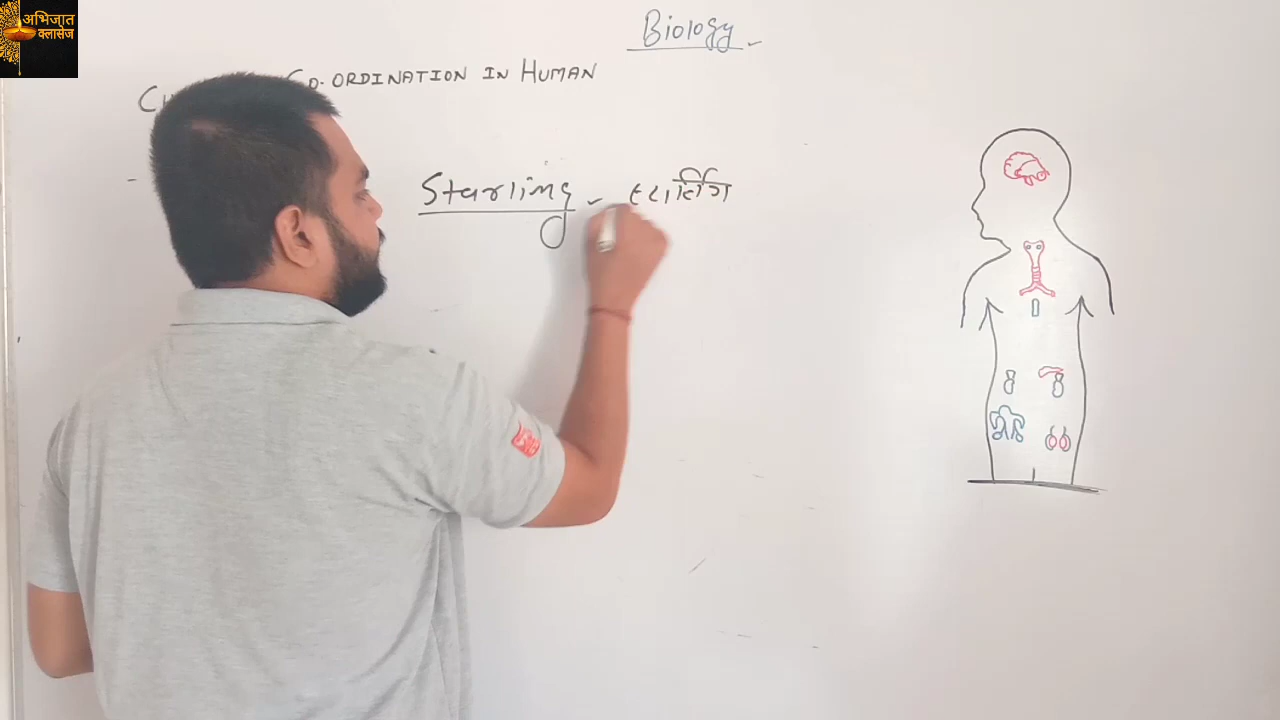 अभिजात
क्लासेज
Biology
CO-ORDINATION IN HUMAN
Starling - स्टार्लिंग